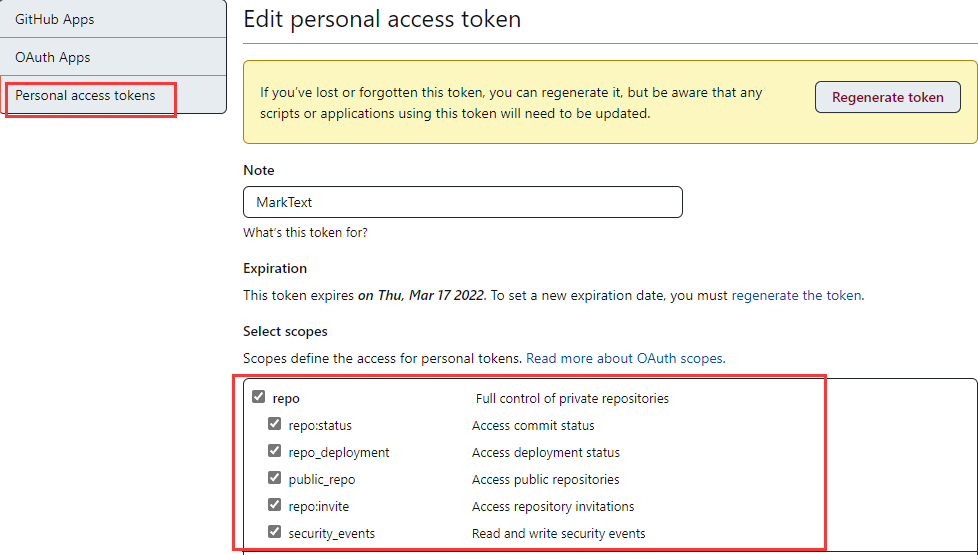 GitHub Apps
OAuth Apps
Personal access tokens
Edit personal access token
If you've lost or forgotten this token, you can regenerate it, but be aware that any
scripts or applications using this token will need to be updated.
Regenerate token
Note
MarkText
What's this token for?
Expiration
This token expires on Thu, Mar 17 2022. To set a new expiration date, you must regenerate the token.
Select scopes
Scopes define the access for personal tokens. Read more about OAuth scopes.
repo Full control of private repositories
repo:status Access commit status
repo_deployment Access deployment status
public_repo Access public repositories
repo:invite Access repository invitations
security_events Read and write security events